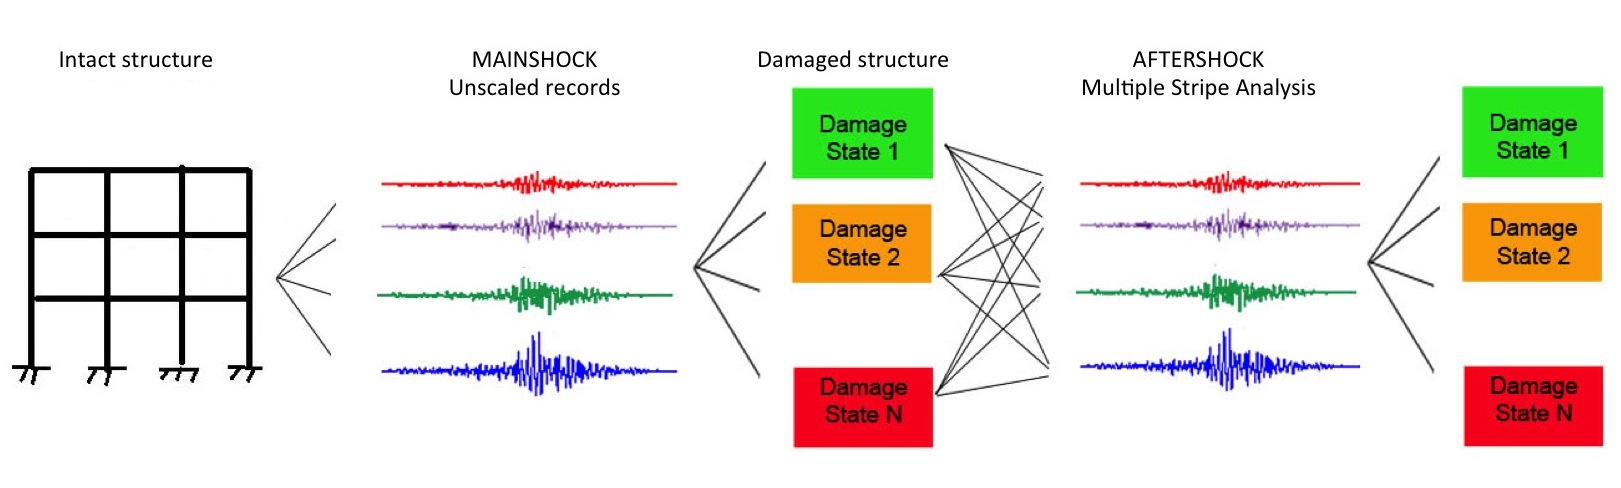 Intact structure
MAINSHOCK
Unscaled records
Damaged structure
AFTERSHOCK
Multiple Stripe Analysis
Damage
State 1
Damage
State 2
Damage
State N
Damage
State 1
Damage
State 2
Damage
State N